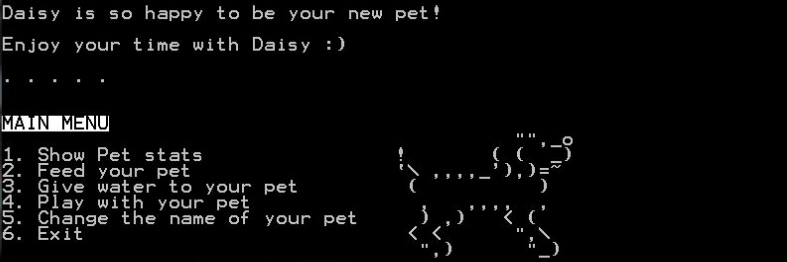 Daisy is so happy to be your new pet!
Enjoy your time with Daisy :)
. . . . .
MAIN MENU
1. Show Pet stats
2. Feed your pet
3. Give water to your pet
4. Play with your pet
5. Change the name of your pet
6. Exit